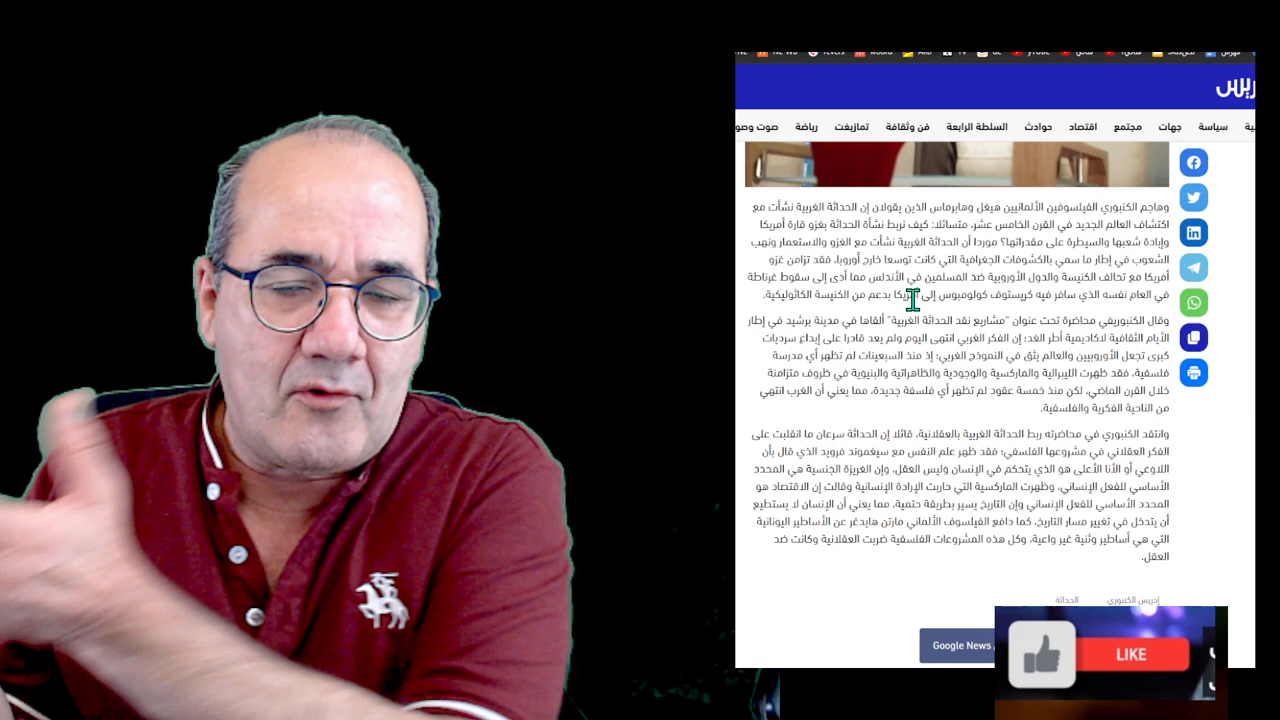 ريس
سياسة جهات مجتمع اقتصاد حوادث السلطة الرابعة فن وثقافة تمازيغت رياضة صوت وصو
وهاجم الكنبوري الفيلسوفين الألمانيين هيغل وهابرماس الذين يقولان إن الحداثة الغربية نشأت مع
اكتشاف العالم الجديد في القرن الخامس عشر، متسائلا: كيف نربط نشأة الحداثة بغزو قارة أمريكا
وإبادة شعبها والسيطرة على مقدراتها؟ موردا أن الحداثة الغربية نشأت مع الغزو والاستعمار ونهب
الشعوب في إطار ما سمي بالكشوفات الجغرافية التي كانت توسعا خارج أوروبا، فقد تزامن غزو
أمريكا مع تحالف الكنيسة والدول الأوروبية ضد المسلمين في الأندلس مما أدى إلى سقوط غرناطة
في العام نفسه الذي سافر فيه كريستوف كولومبوس إلى أمريكا بدعم من الكنيسة الكاثوليكية.
وقال الكنبوريفي محاضرة تحت عنوان "مشاريع نقد الحداثة الغربية" ألقاها في مدينة برشيد في إطار
الأيام الثقافية لاكاديمية أطر الغد؛ إن الفكر الغربي انتهى اليوم ولم يعد قادرا على إبداع سرديات
كبرى تجعل الأوروبيين والعالم يثق في النموذج الغربي؛ إذ منذ السبعينات لم تظهر أي مدرسة
فلسفية، فقد ظهرت الليبرالية والماركسية والوجودية والظاهراتية والبنيوية في ظروف متزامنة
خلال القرن الماضي، لكن منذ خمسة عقود لم تظهر أي فلسفة جديدة، مما يعني أن الغرب انتهي
من الناحية الفكرية والفلسفية.
وانتقد الكنبوري في محاضرته ربط الحداثة الغربية بالعقلانية، قائلا إن الحداثة سرعان ما انقلبت على
الفكر العقلاني في مشروعها الفلسفي؛ فقد ظهر علم النفس مع سيغموند فرويد الذي قال بأن
اللاوعي أو الأنا الأعلى هو الذي يتحكم في الإنسان وليس العقل، وإن الغريزة الجنسية هي المحدد
الأساسي للفعل الإنساني، وظهرت الماركسية التي حاربت الإرادة الإنسانية وقالت إن الاقتصاد هو
المحدد الأساسي للفعل الإنساني وإن التاريخ يسير بطريقة حتمية، مما يعني أن الإنسان لا يستطيع
أن يتدخل في تغيير مسار التاريخ، كما دافع الفيلسوف الألماني مارتن هايدغر عن الأساطير اليونانية
التي هي أساطير وثنية غير واعية، وكل هذه المشروعات الفلسفية ضربت العقلانية وكانت ضد
العقل.
إدريس الكنبوري الحداثة
Google News
LIKE